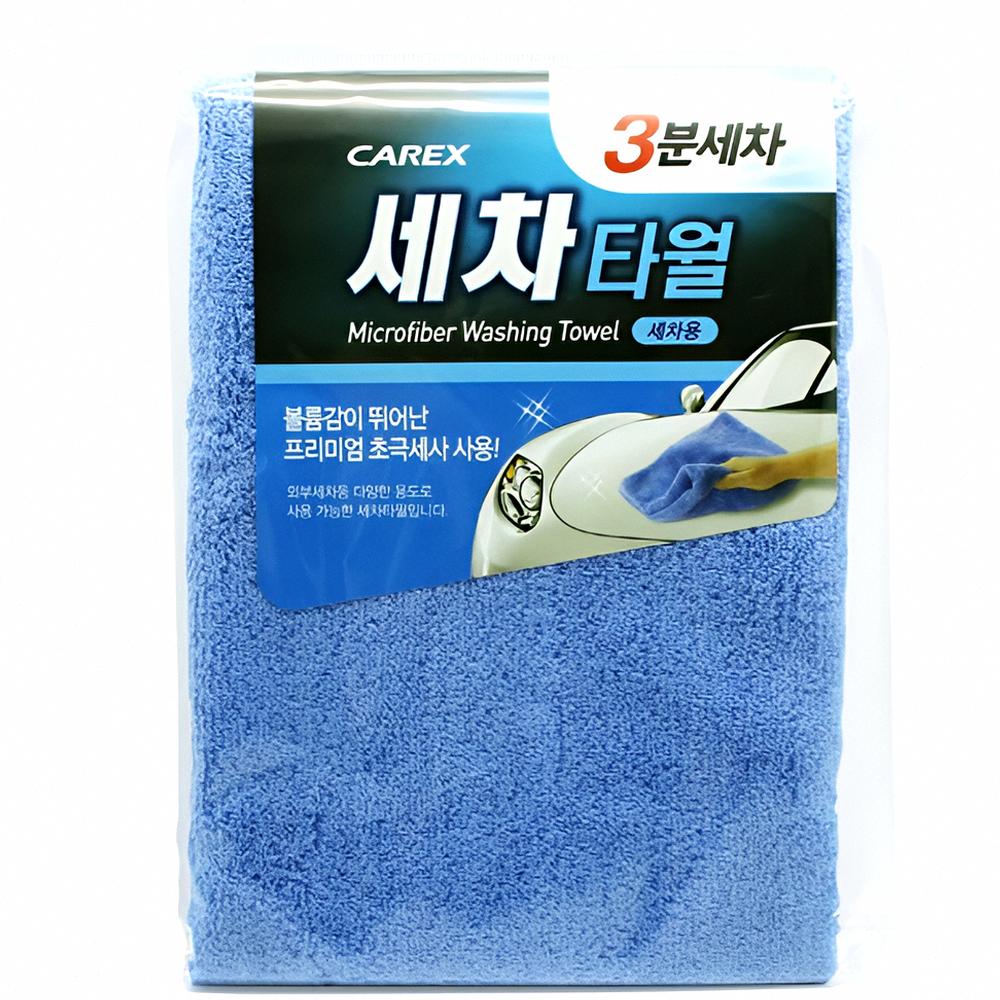 CAREX
3분세차
세차 타월
Microfiber Washing Towel 세차용
볼륨감이 뛰어난
프리미엄 초극세사 사용!
외부세차등 다양한 용도로
사용 가능한 세차타월입니다.